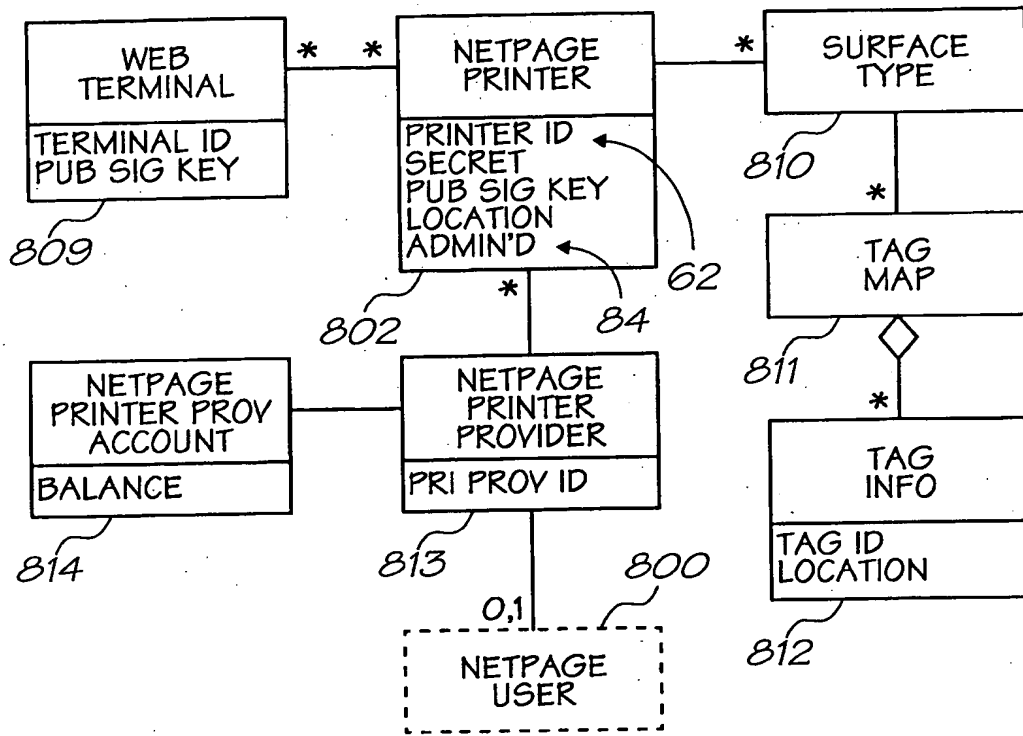 WEB
TERMINAL
TERMINAL ID
PUB SIG KEY
809
*
*
NETPAGE
PRINTER
PRINTER ID
SECRET
PUB SIG KEY
LOCATION
ADMIN'D
802
62
84
*
*
SURFACE
TYPE
810
*
TAG
MAP
811
*
TAG
INFO
TAG ID
LOCATION
812
NETPAGE
PRINTER PROV
ACCOUNT
BALANCE
814
NETPAGE
PRINTER
PROVIDER
PRI PROV ID
813
0,1
800
NETPAGE
USER